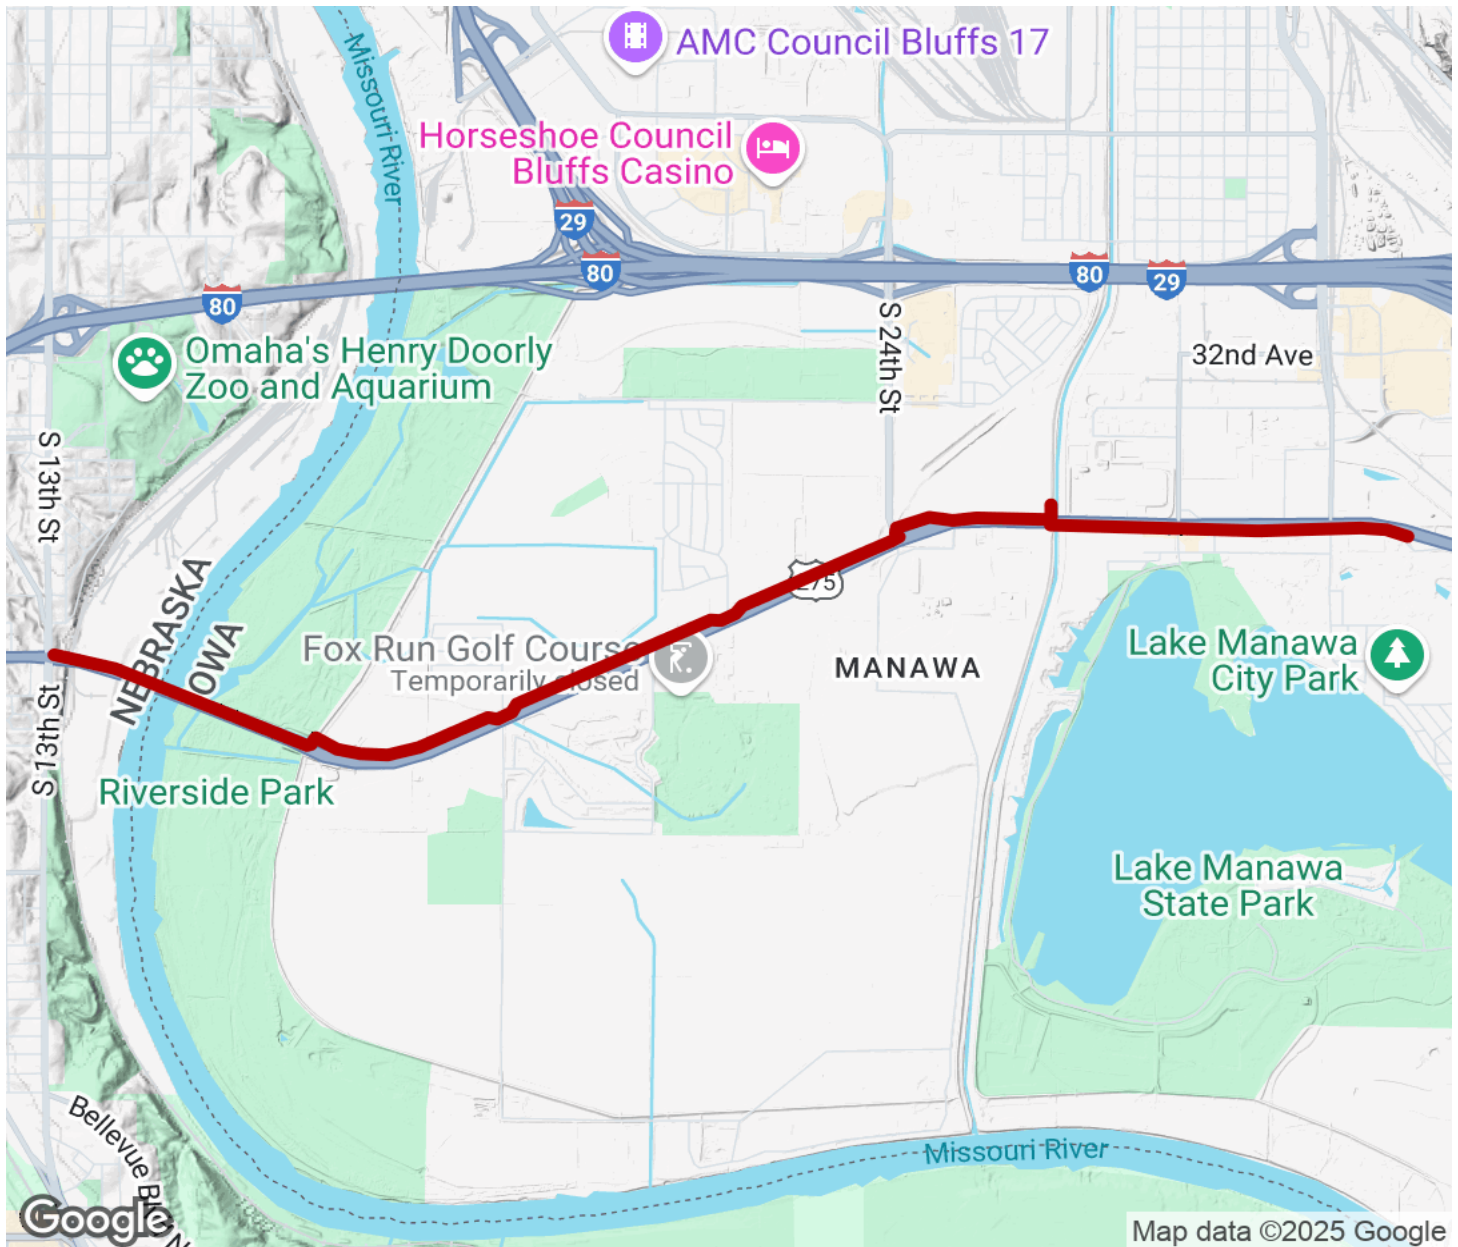 Missouri River
AMC Council Bluffs 17
Horseshoe Council
Bluffs Casino
29
80
80
29
80
Omaha's Henry Doorly
Zoo and Aquarium
S 24th St
32nd Ave
S 13th St
NEBRASKA
IOWA
275
Fox Run Golf Course
Temporarily closed
MANAWA
Lake Manawa
City Park
S 13th St
Riverside Park
Lake Manawa
State Park
Missouri River
Google
Map data ©2025 Google